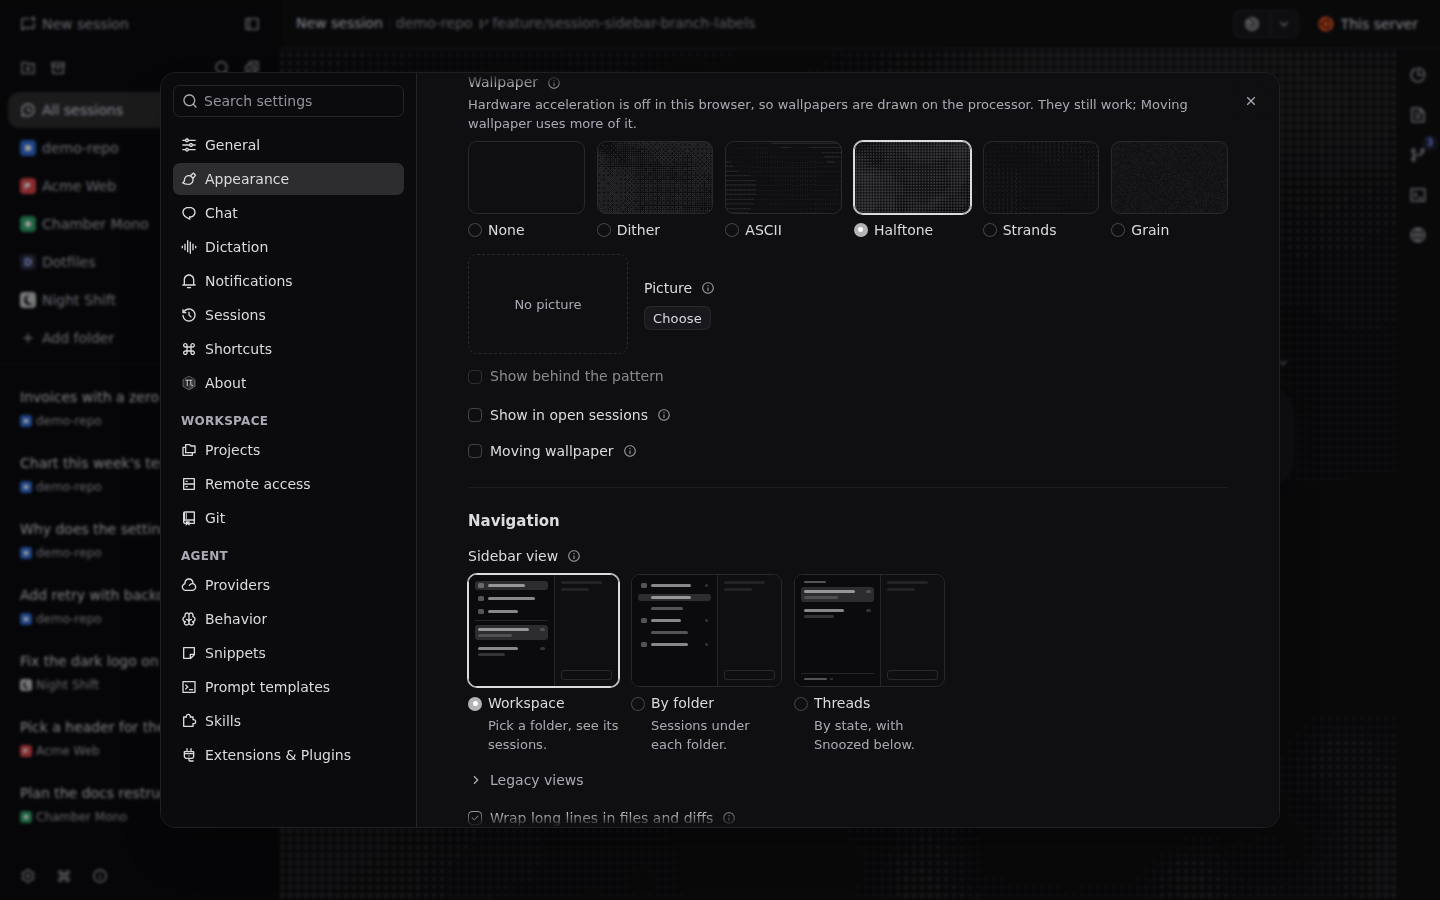 New session
New session demo-repo feature/session-sidebar-branch-labels
This server
All sessions
demo-repo
Acme Web
Chamber Mono
Dotfiles
Night Shift
Add folder
Invoices with a zero
demo-repo
Chart this week's te
demo-repo
Why does the settin
demo-repo
Add retry with backo
demo-repo
Fix the dark logo on
Night Shift
Pick a header for the
Acme Web
Plan the docs restru
Chamber Mono
Search settings
General
Appearance
Chat
Dictation
Notifications
Sessions
Shortcuts
About
WORKSPACE
Projects
Remote access
Git
AGENT
Providers
Behavior
Snippets
Prompt templates
Skills
Extensions & Plugins
Wallpaper
Hardware acceleration is off in this browser, so wallpapers are drawn on the processor. They still work; Moving
wallpaper uses more of it.
None
Dither
ASCII
Halftone
Strands
Grain
No picture
Picture
Choose
Show behind the pattern
Show in open sessions
Moving wallpaper
Navigation
Sidebar view
Workspace
Pick a folder, see its
sessions.
By folder
Sessions under
each folder.
Threads
By state, with
Snoozed below.
Legacy views
Wrap long lines in files and diffs